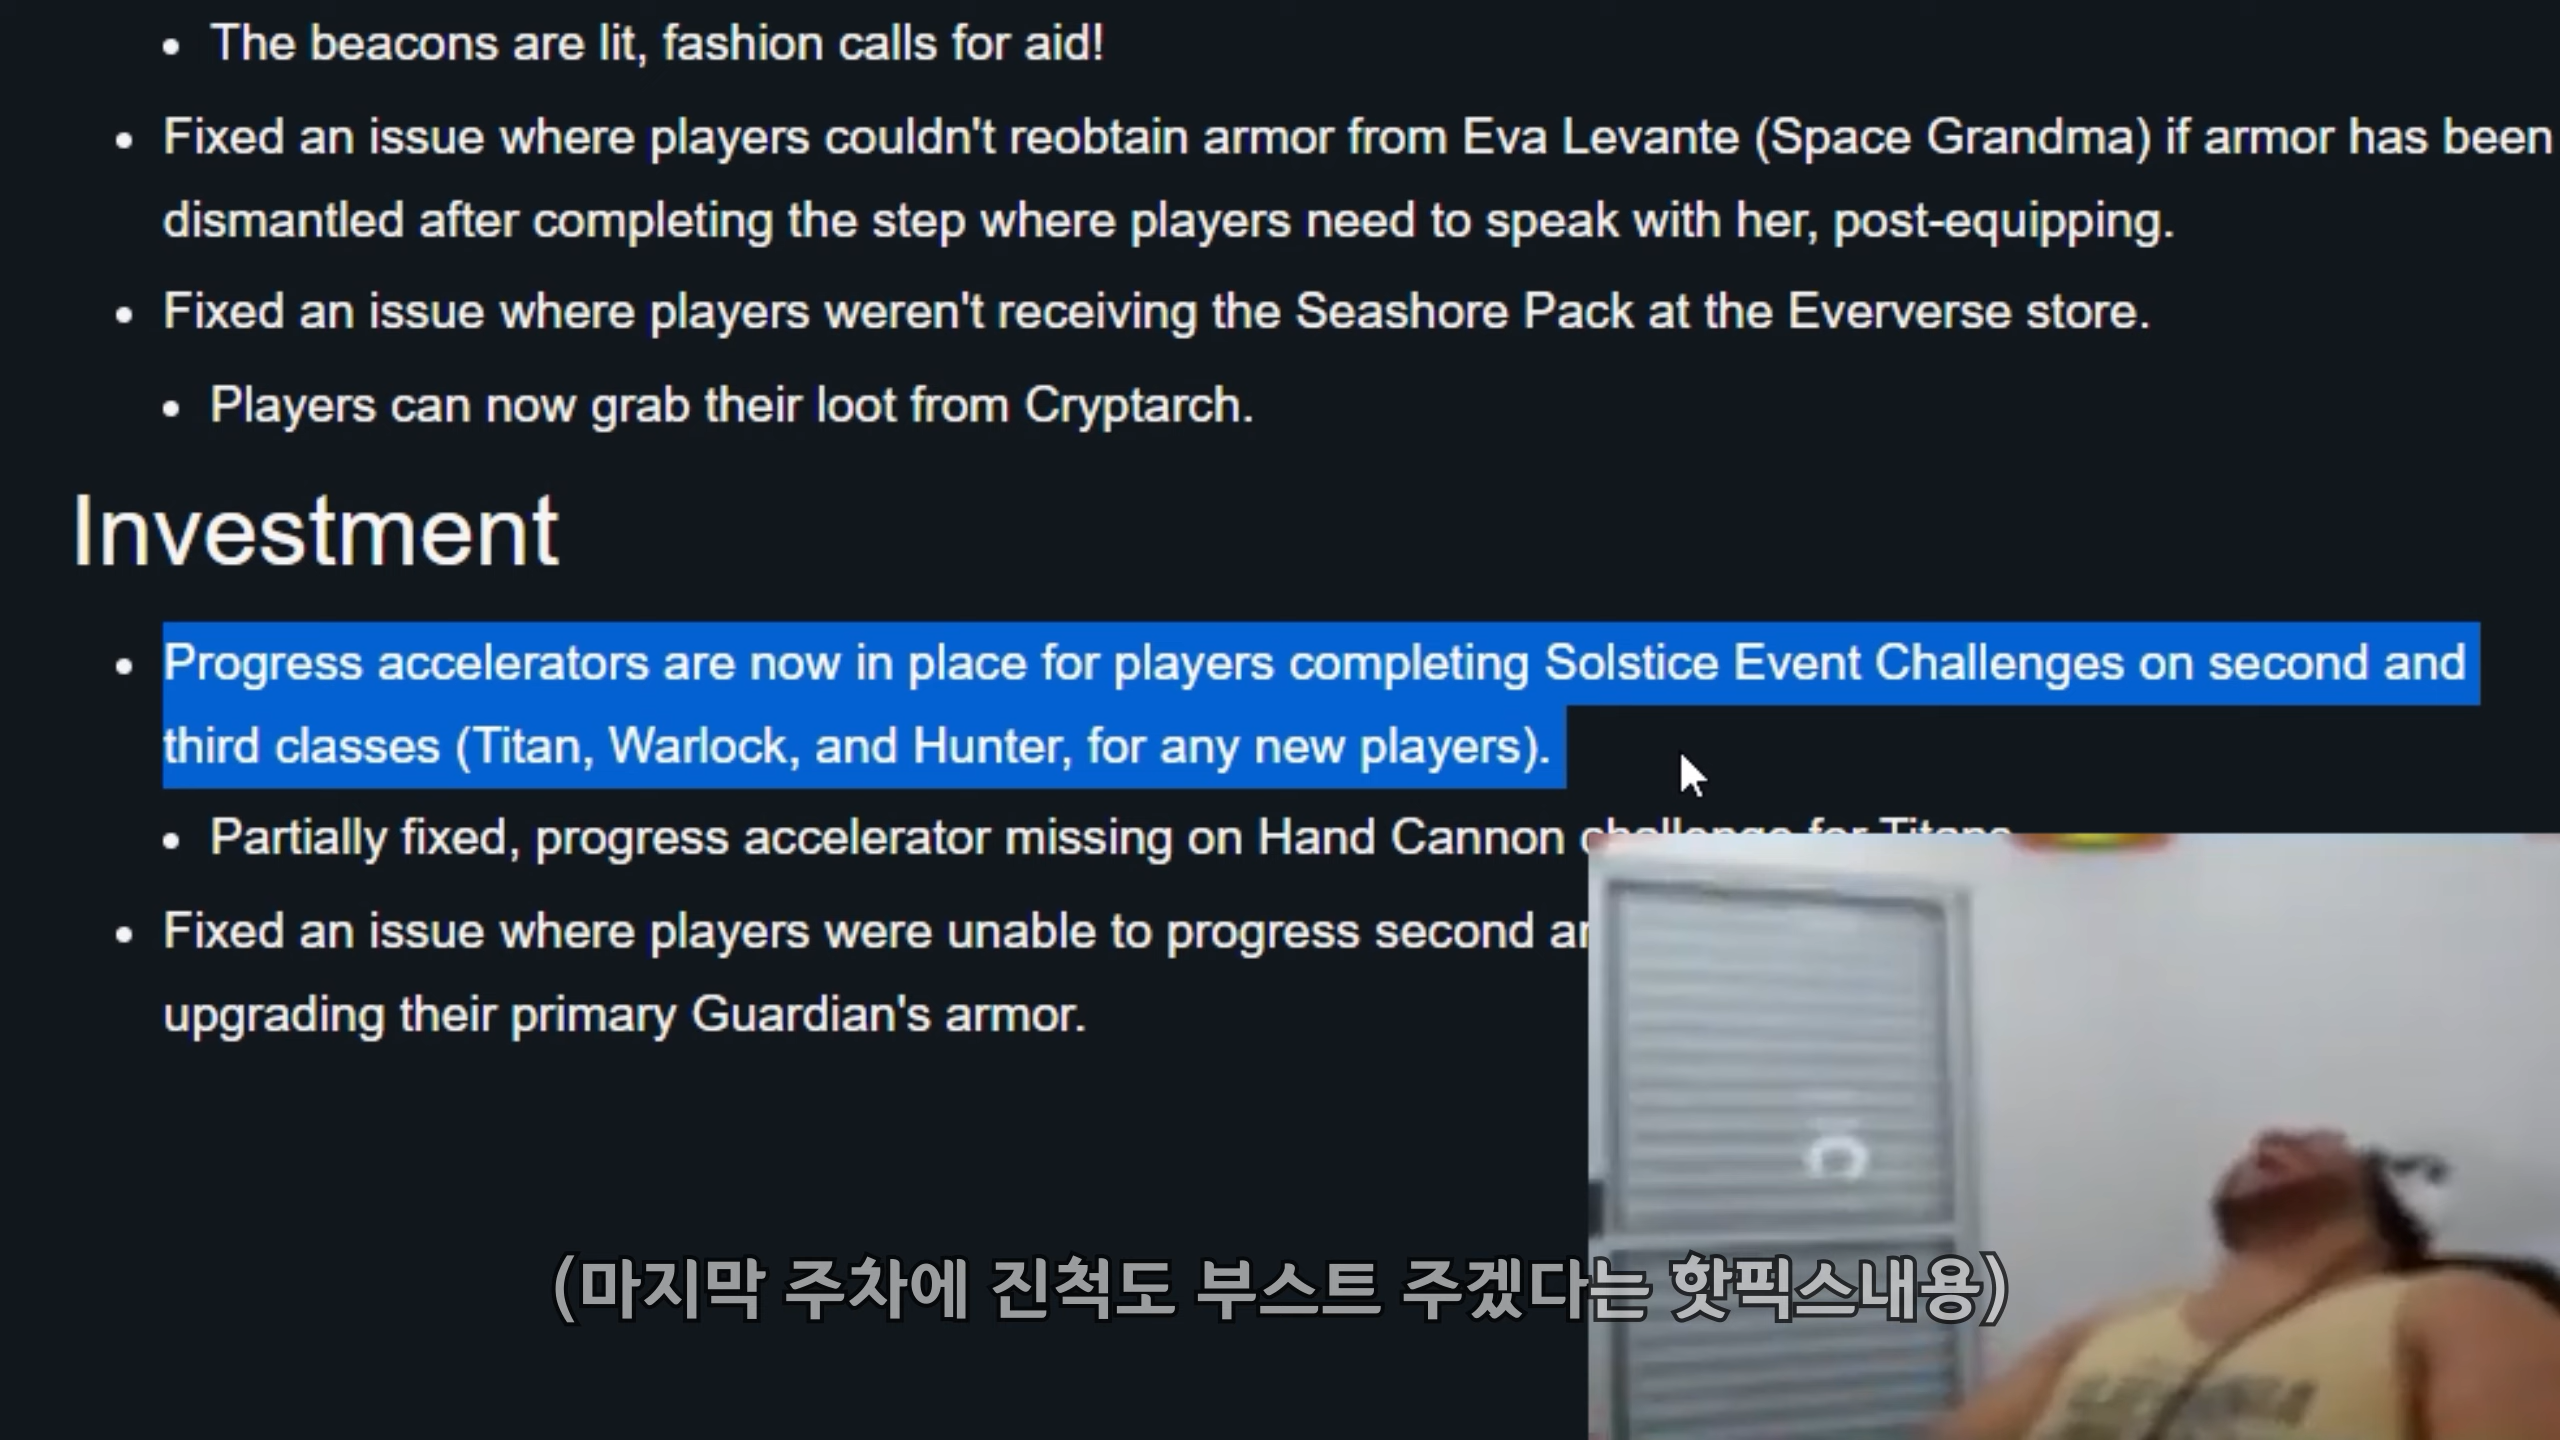 The beacons are lit, fashion calls for aid!
Fixed an issue where players couldn't reobtain armor from Eva Levante (Space Grandma) if armor has been
dismantled after completing the step where players need to speak with her, post-equipping.
Fixed an issue where players weren't receiving the Seashore Pack at the Eververse store.
Players can now grab their loot from Cryptarch.
Investment
Progress accelerators are now in place for players completing Solstice Event Challenges on second and
third classes (Titan, Warlock, and Hunter, for any new players).
Partially fixed, progress accelerator missing on Hand Cannon challenge for Titans
Fixed an issue where players were unable to progress second
upgrading their primary Guardian's armor.
(마지막 주차에 진척도 부스트 주겠다는 핫픽스내용)